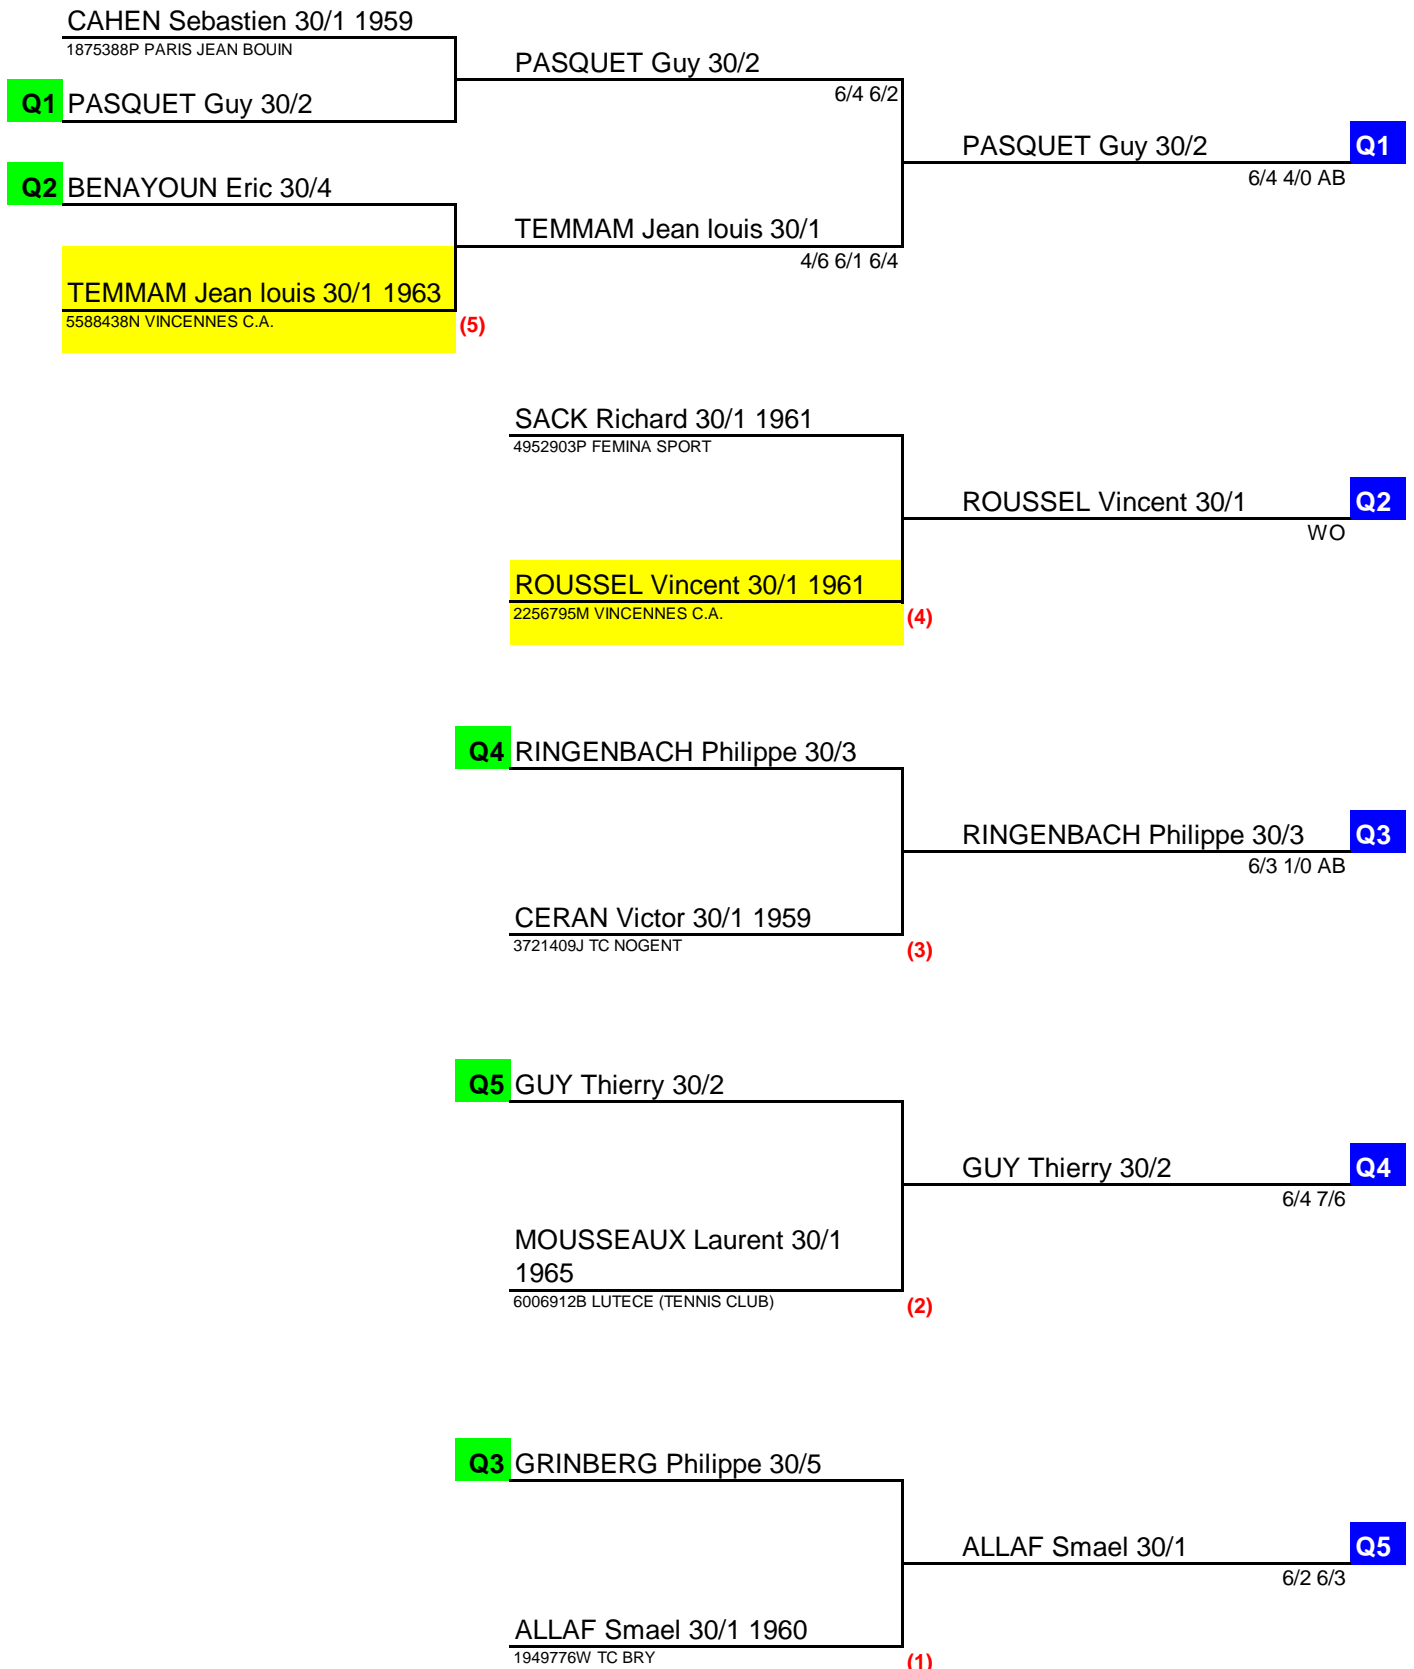 CAHEN Sebastien 30/1 1959
1875388P PARIS JEAN BOUIN
PASQUET Guy 30/2
6/4 6/2
Q1 PASQUET Guy 30/2
PASQUET Guy 30/2 Q1
6/4 4/0 AB
Q2 BENAYOUN Eric 30/4
TEMMAM Jean louis 30/1
4/6 6/1 6/4
TEMMAM Jean louis 30/1 1963
5588438N VINCENNES C.A.
(5)
SACK Richard 30/1 1961
4952903P FEMINA SPORT
ROUSSEL Vincent 30/1 Q2
WO
ROUSSEL Vincent 30/1 1961
2256795M VINCENNES C.A.
(4)
Q4 RINGENBACH Philippe 30/3
RINGENBACH Philippe 30/3 Q3
6/3 1/0 AB
CERAN Victor 30/1 1959
3721409J TC NOGENT
(3)
Q5 GUY Thierry 30/2
GUY Thierry 30/2 Q4
6/4 7/6
MOUSSEAUX Laurent 30/1
1965
6006912B LUTECE (TENNIS CLUB)
(2)
Q3 GRINBERG Philippe 30/5
ALLAF Smael 30/1 Q5
6/2 6/3
ALLAF Smael 30/1 1960
1949776W TC BRY
(1)